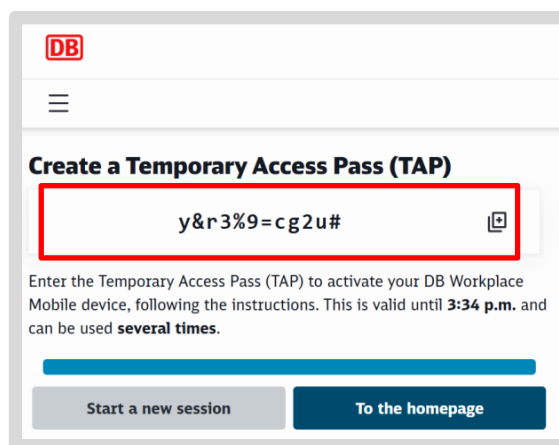 DB
Create a Temporary Access Pass (TAP)
y&r3%9=cg2u#
Enter the Temporary Access Pass (TAP) to activate your DB Workplace
Mobile device, following the instructions. This is valid until 3:34 p.m. and
can be used several times.
Start a new session
To the homepage